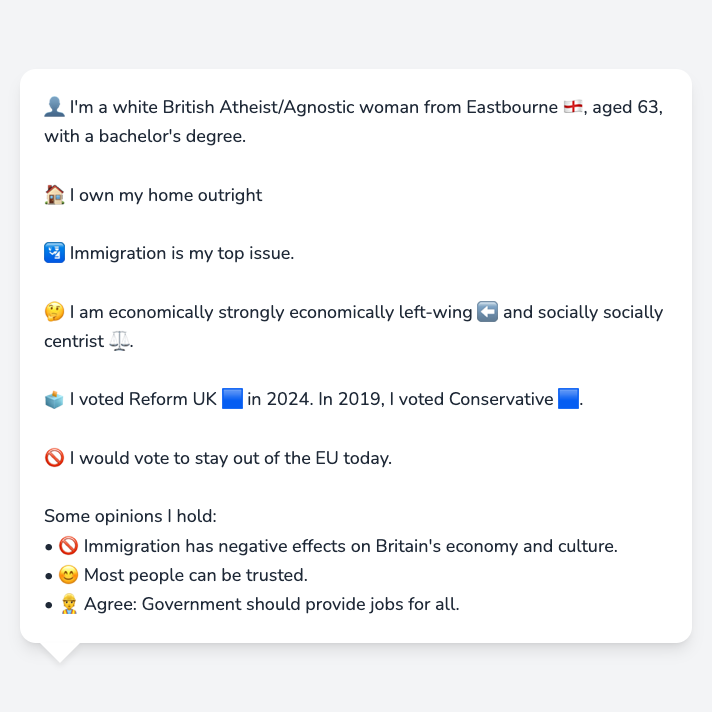 👤 I'm a white British Atheist/Agnostic woman from Eastbourne 🏴󠁧󠁢󠁥󠁮󠁧󠁿, aged 63,
with a bachelor's degree.
🏠 I own my home outright
🛂 Immigration is my top issue.
🤔 I am economically strongly economically left-wing ⬅️ and socially socially
centrist ⚖️.
🗳️ I voted Reform UK 🟦 in 2024. In 2019, I voted Conservative 🟦.
🚫 I would vote to stay out of the EU today.
Some opinions I hold:
• 🚫 Immigration has negative effects on Britain's economy and culture.
• 😊 Most people can be trusted.
• 👷 Agree: Government should provide jobs for all.